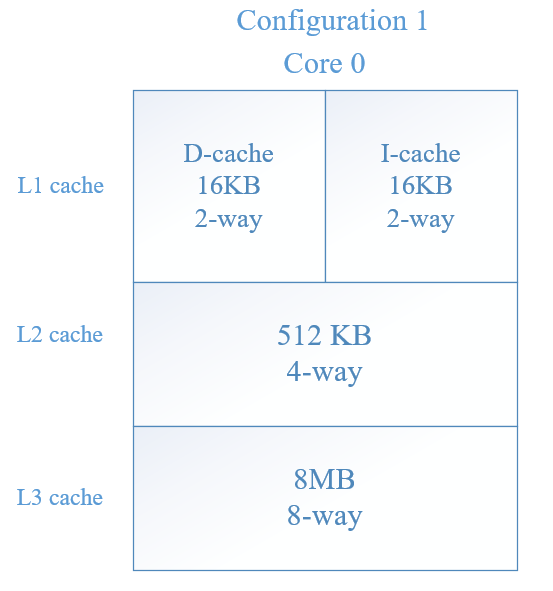 Configuration 1
Core 0
L1 cache
D-cache
16KB
2-way
I-cache
16KB
2-way
L2 cache
512 KB
4-way
L3 cache
8MB
8-way